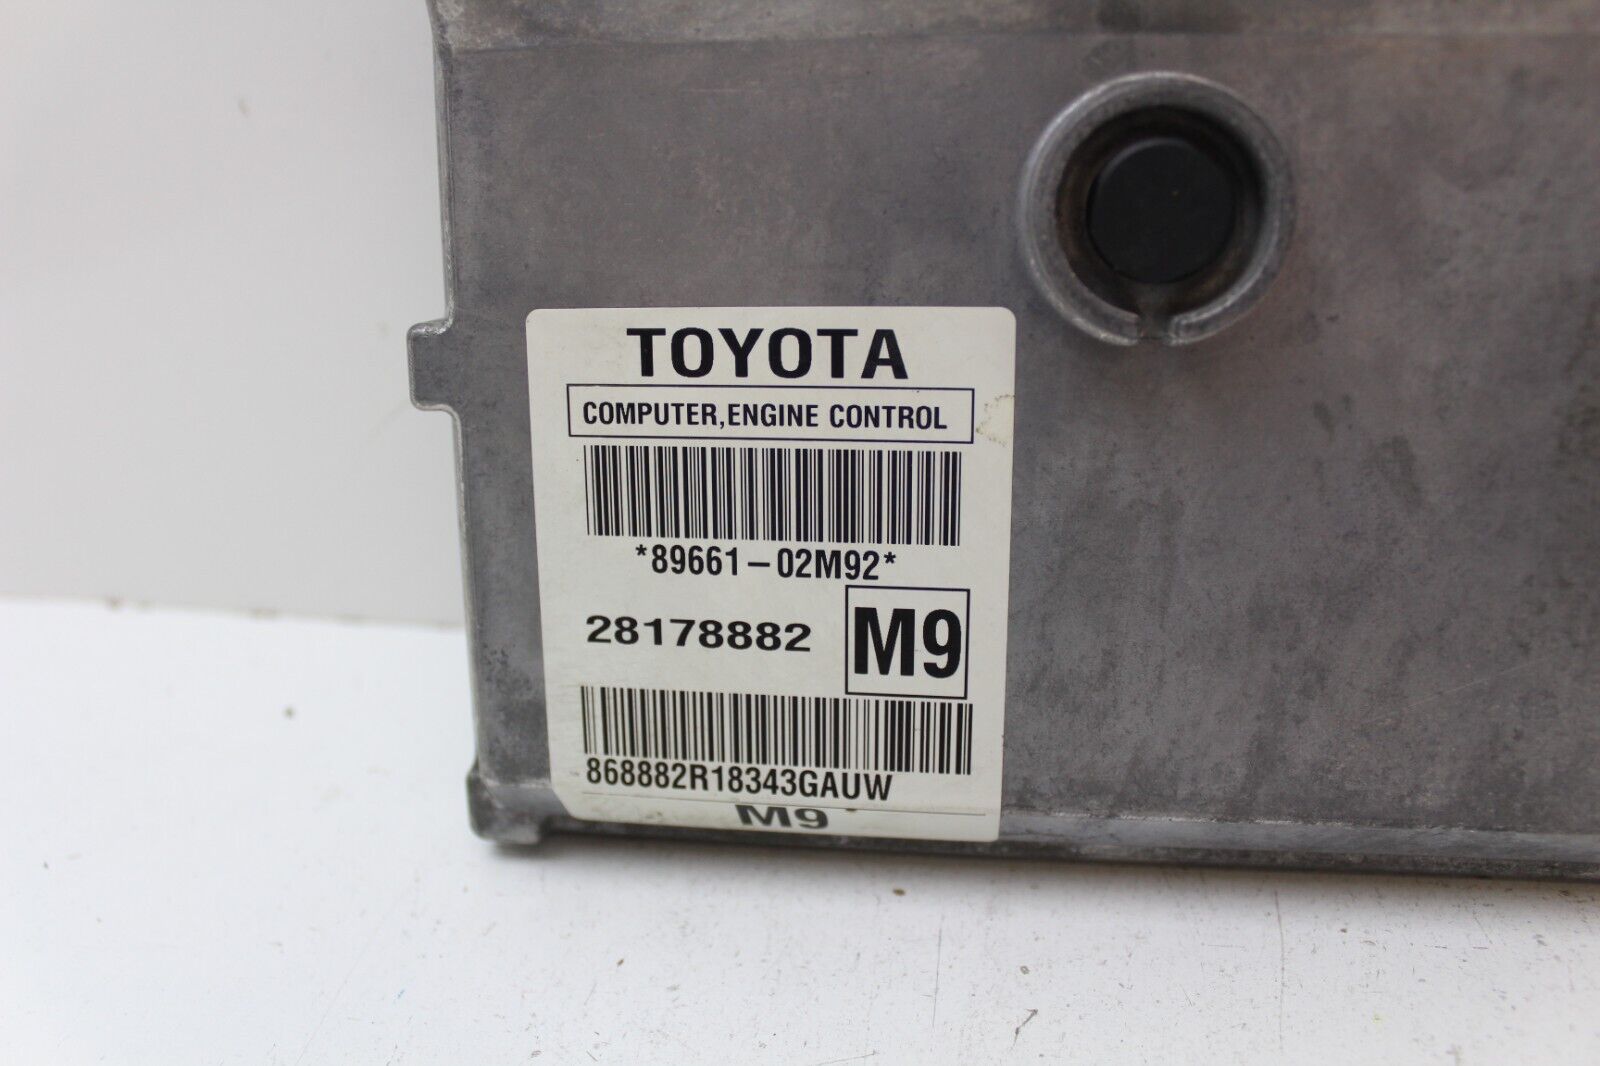 TOYOTA
COMPUTER,ENGINE CONTROL
*89661-02M92*
28178882 M9
868882R18343GAUW
M9